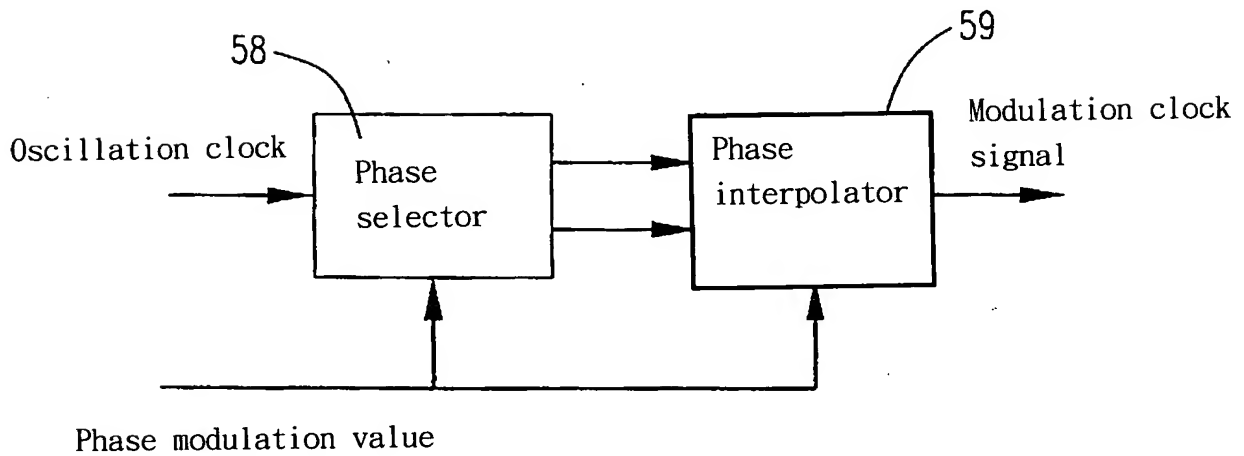 58
59
Oscillation clock
Phase
selector
Phase
interpolator
Modulation clock
signal
Phase modulation value